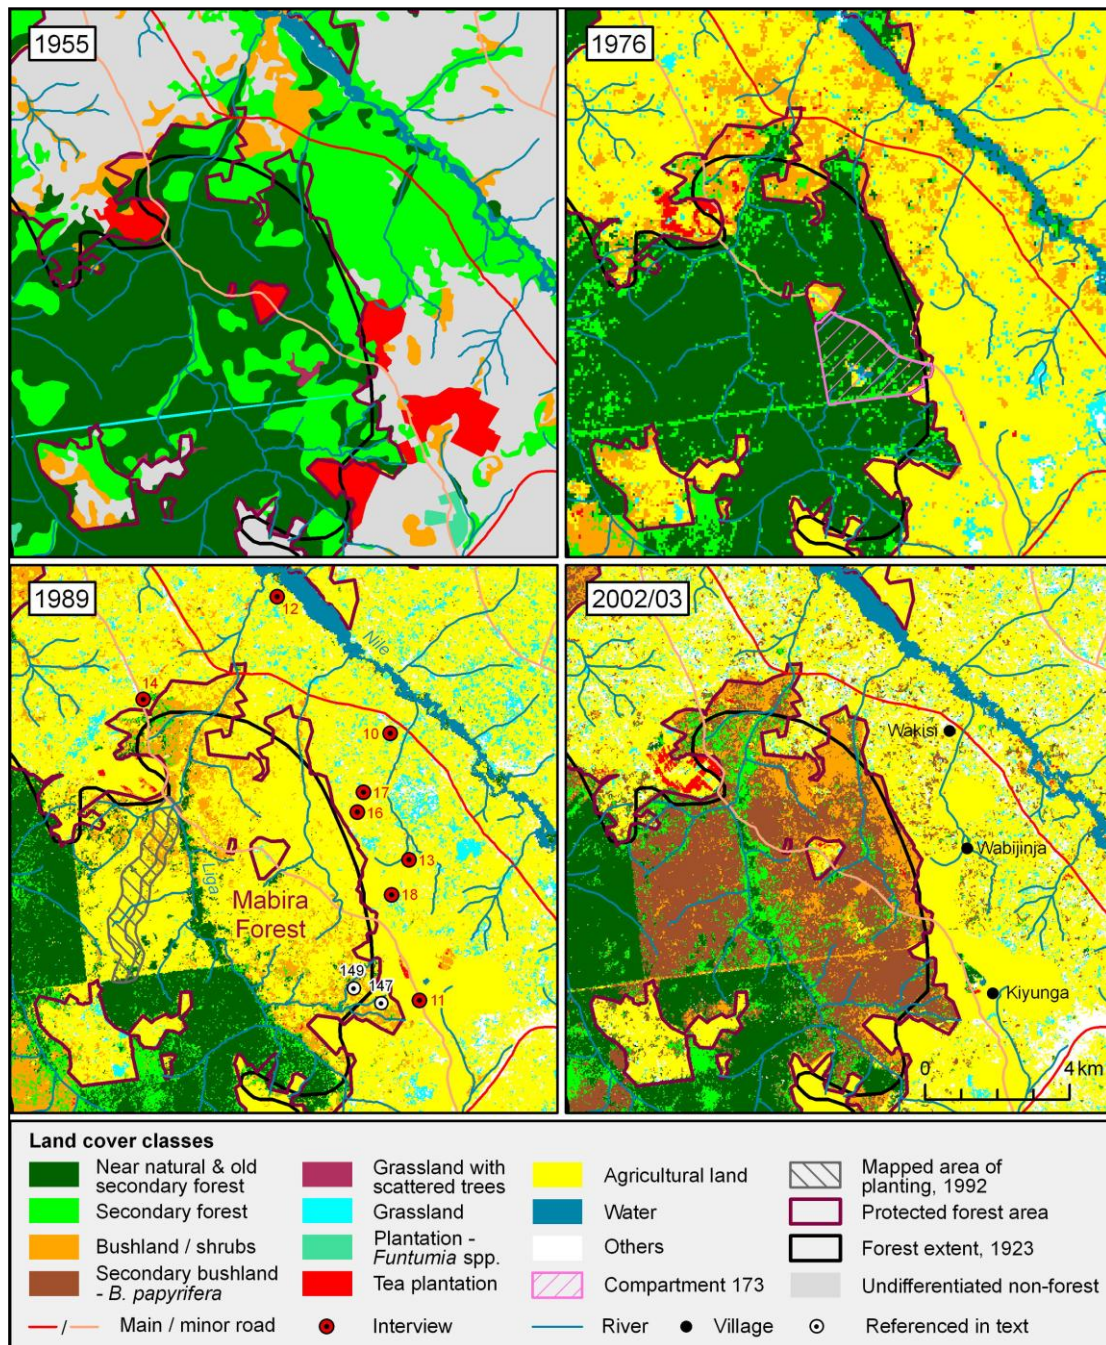 1955
1976
1989
2002/03
12
Nile
14
10
17
16
13
18
Liga
Mabira
Forest
149
147
11
Wakisi
Wabijinja
Kiyunga
0
4 km
Land cover classes
Near natural & old
secondary forest
Secondary forest
Bushland / shrubs
Secondary bushland
- B. papyrifera
Grassland with
scattered trees
Grassland
Plantation -
Funtumia spp.
Tea plantation
Agricultural land
Water
Others
Compartment 173
Mapped area of
planting, 1992
Protected forest area
Forest extent, 1923
Undifferentiated non-forest
/ Main / minor road
Interview
River
Village
Referenced in text